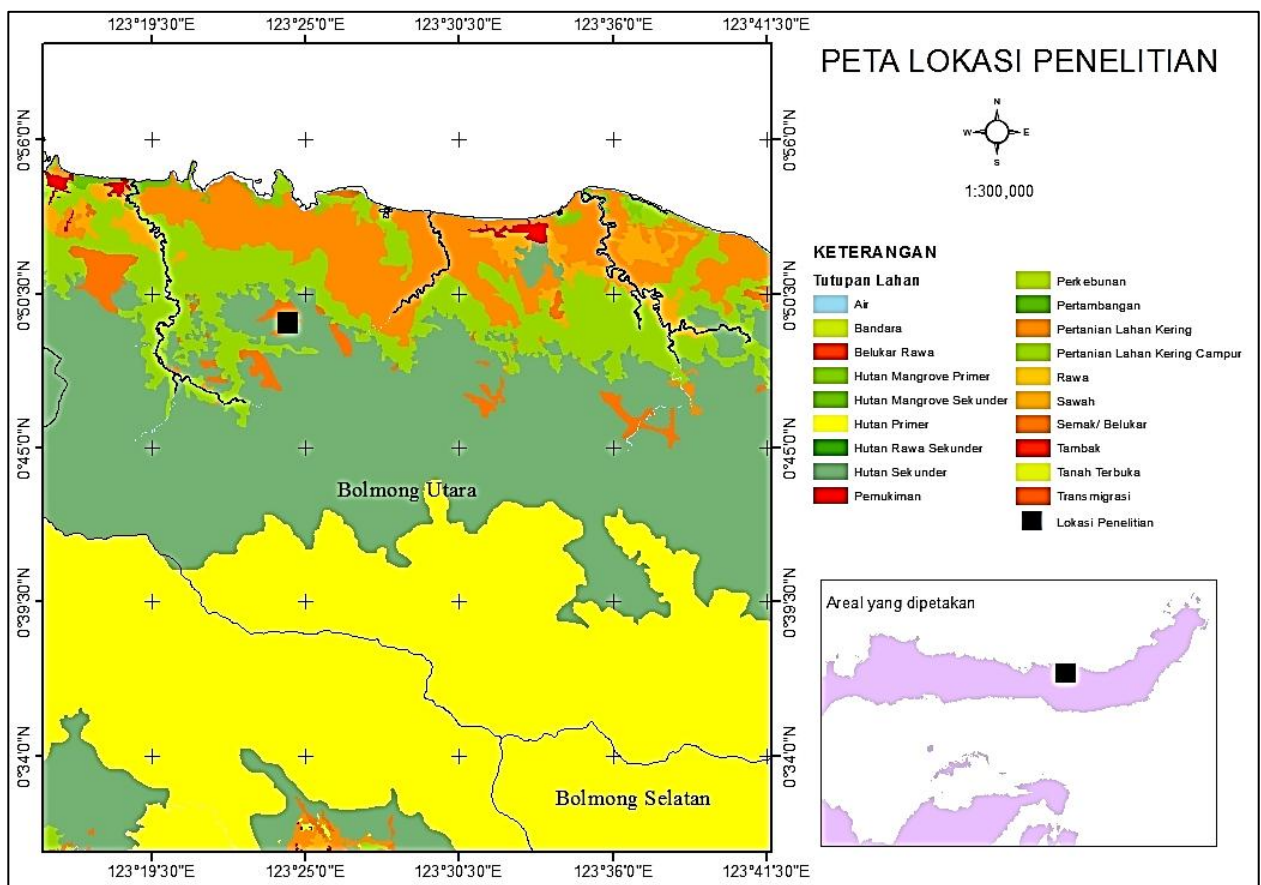 123°19'30"E 123°25'0"E 123°30'30"E 123°36'0"E 123°41'30"E
0°56'0"N
0°50'30"N
0°45'0"N
0°39'30"N
0°34'0"N
Bolmong Utara
Bolmong Selatan
0°56'0"N
0°50'30"N
0°45'0"N
0°39'30"N
0°34'0"N
123°19'30"E 123°25'0"E 123°30'30"E 123°36'0"E 123°41'30"E
PETA LOKASI PENELITIAN
N
W E
S
1:300,000
KETERANGAN
Tutupan Lahan
Air
Bandara
Belukar Rawa
Hutan Mangrove Primer
Hutan Mangrove Sekunder
Hutan Primer
Hutan Rawa Sekunder
Hutan Sekunder
Pemukiman
Perkebunan
Pertambangan
Pertanian Lahan Kering
Pertanian Lahan Kering Campur
Rawa
Sawah
Semak/ Belukar
Tambak
Tanah Terbuka
Transmigrasi
Lokasi Penelitian
Areal yang dipetakan